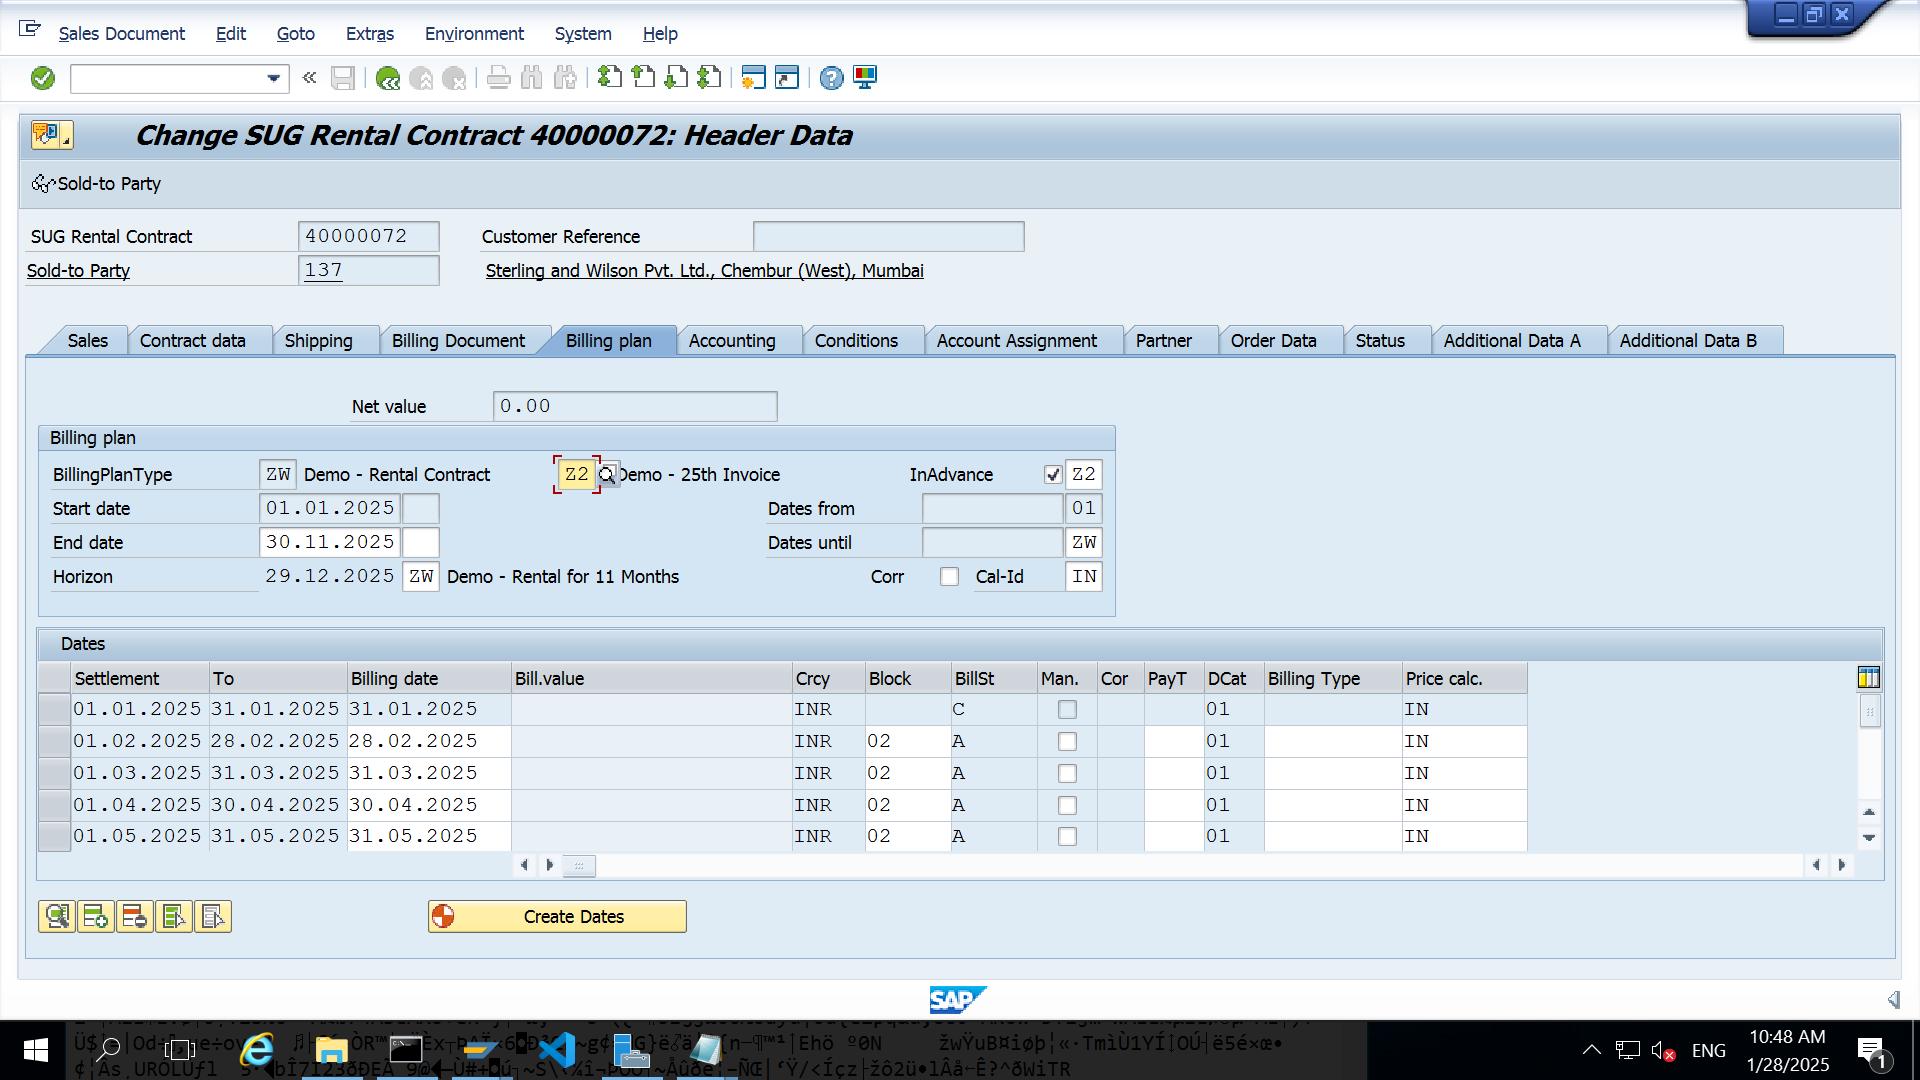 Sales Document Edit Goto Extras Environment System Help
Change SUG Rental Contract 40000072: Header Data
Sold-to Party
SUG Rental Contract 40000072 Customer Reference
Sold-to Party 137 Sterling and Wilson Pvt. Ltd., Chembur (West), Mumbai
Sales Contract data Shipping Billing Document Billing plan Accounting Conditions Account Assignment Partner Order Data Status Additional Data A Additional Data B
Net value 0.00
Billing plan
BillingPlanType ZW Demo - Rental Contract Z2 Demo - 25th Invoice InAdvance Z2
Start date 01.01.2025 Dates from 01
End date 30.11.2025 Dates until ZW
Horizon 29.12.2025 ZW Demo - Rental for 11 Months Corr Cal-Id IN
Dates
Settlement To Billing date Bill.value Crcy Block BillSt Man. Cor PayT DCat Billing Type Price calc.
01.01.2025 31.01.2025 31.01.2025 INR C 01 IN
01.02.2025 28.02.2025 28.02.2025 INR 02 A 01 IN
01.03.2025 31.03.2025 31.03.2025 INR 02 A 01 IN
01.04.2025 30.04.2025 30.04.2025 INR 02 A 01 IN
01.05.2025 31.05.2025 31.05.2025 INR 02 A 01 IN
Create Dates
SAP
ENG 10:48 AM
1/28/2025 1